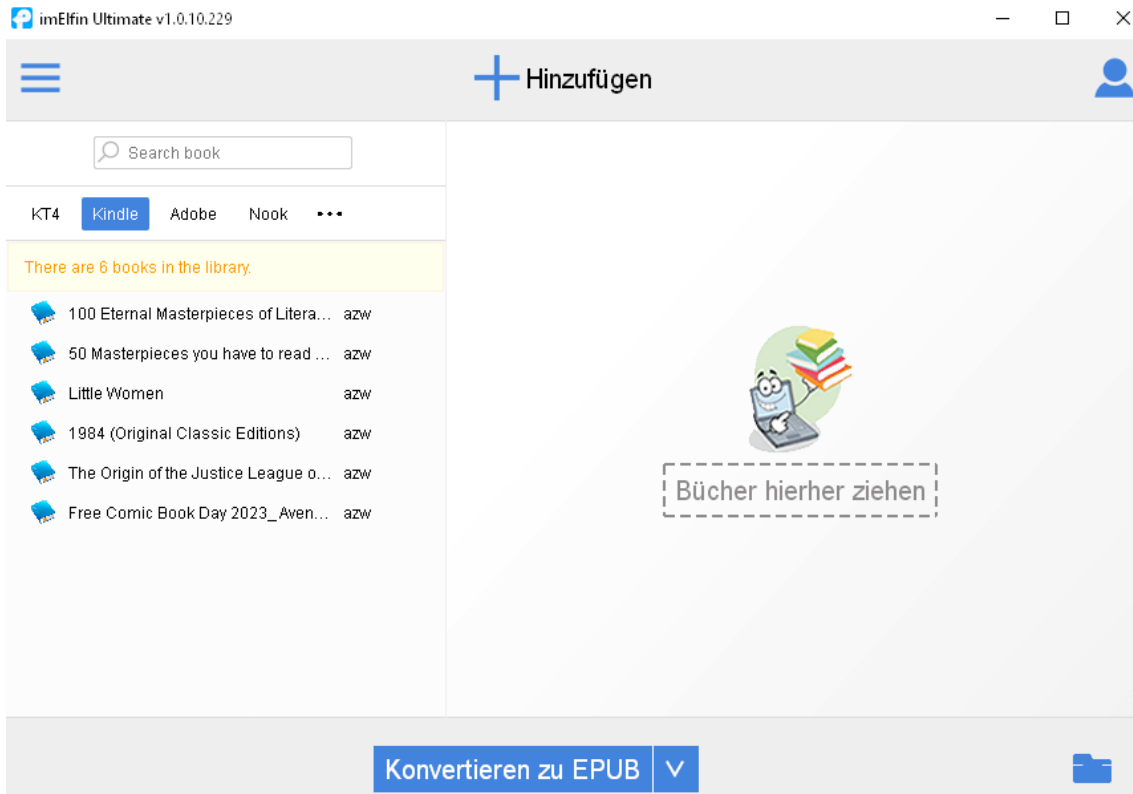 imElfin Ultimate v1.0.10.229
Hinzufügen
Search book
KT4 Kindle Adobe Nook •••
There are 6 books in the library.
100 Eternal Masterpieces of Litera... azw
50 Masterpieces you have to read ... azw
Little Women azw
1984 (Original Classic Editions) azw
The Origin of the Justice League o... azw
Free Comic Book Day 2023_Aven... azw
Bücher hierher ziehen
Konvertieren zu EPUB